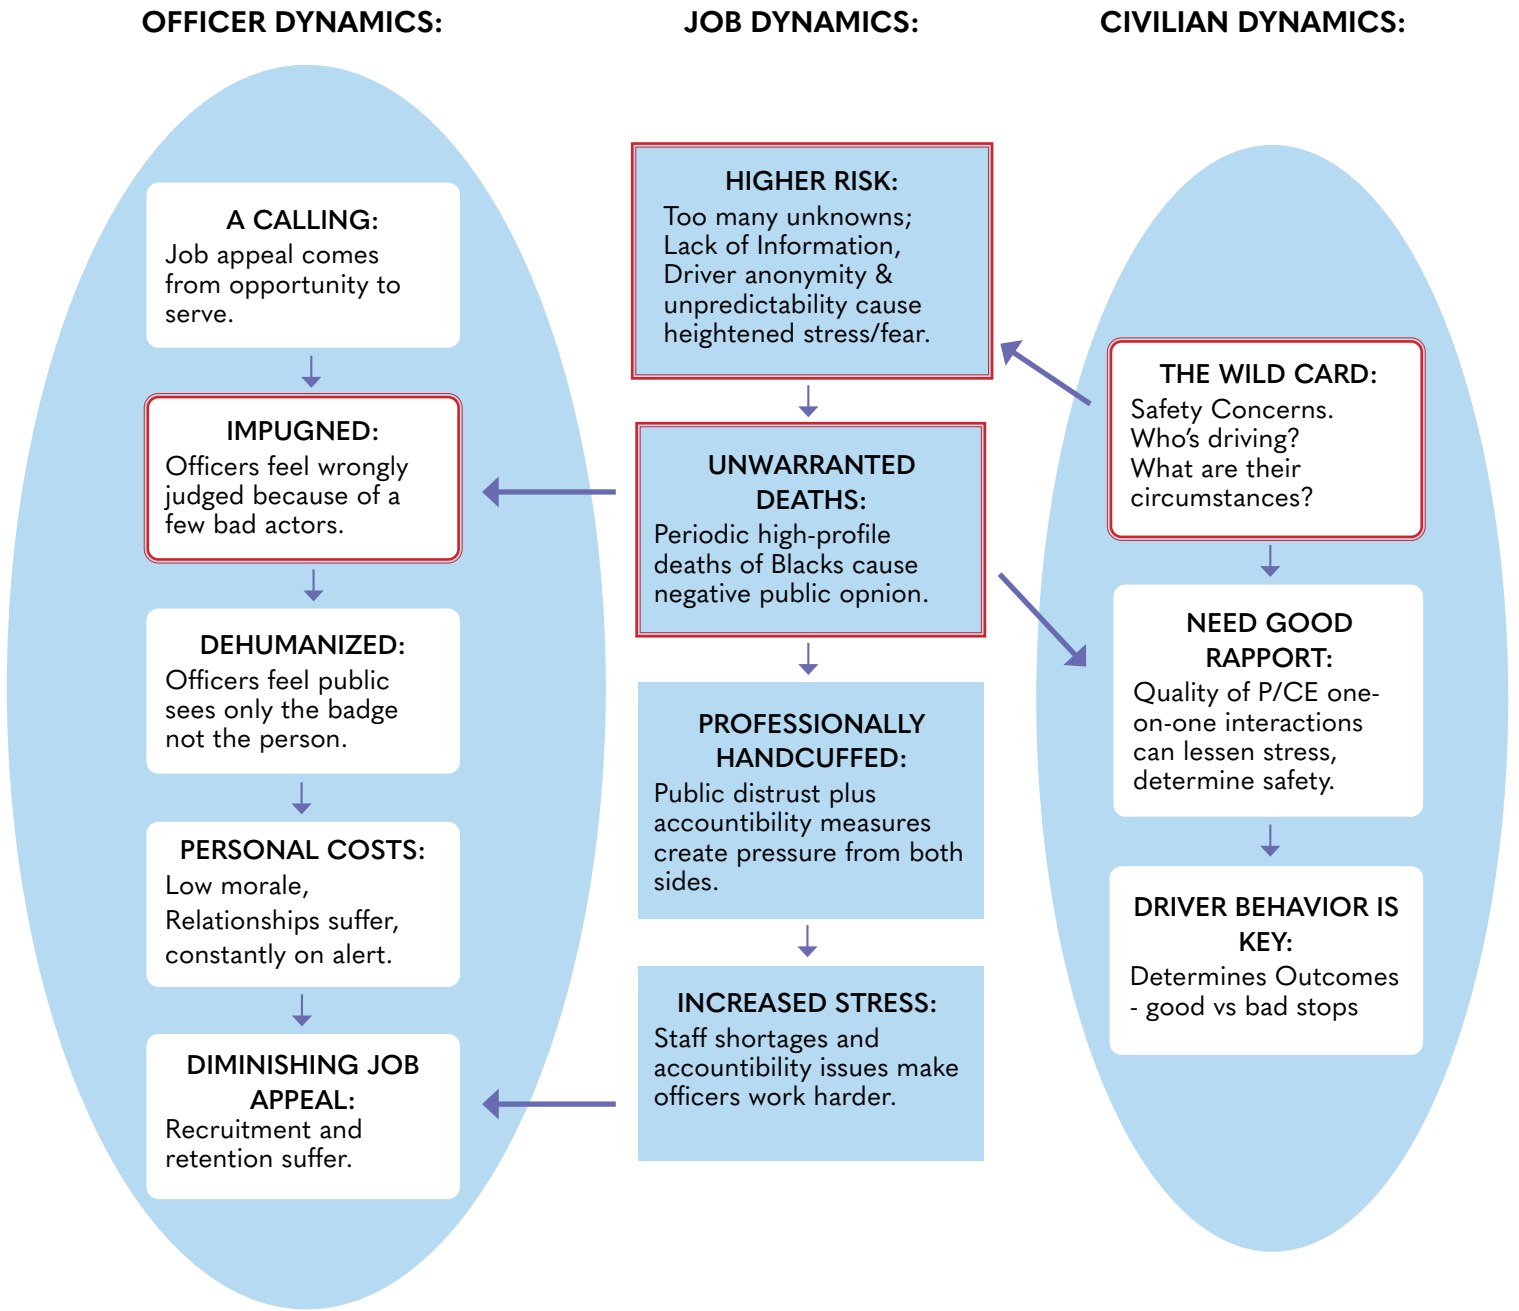 OFFICER DYNAMICS:
A CALLING:
Job appeal comes
from opportunity to
serve.
IMPUGNED:
Officers feel wrongly
judged because of a
few bad actors.
DEHUMANIZED:
Officers feel public
sees only the badge
not the person.
PERSONAL COSTS:
Low morale,
Relationships suffer,
constantly on alert.
DIMINISHING JOB
APPEAL:
Recruitment and
retention suffer.
JOB DYNAMICS:
HIGHER RISK:
Too many unknowns;
Lack of Information,
Driver anonymity &
unpredictability cause
heightened stress/fear.
UNWARRANTED
DEATHS:
Periodic high-profile
deaths of Blacks cause
negative public opnion.
PROFESSIONALLY
HANDCUFFED:
Public distrust plus
accountibility measures
create pressure from both
sides.
INCREASED STRESS:
Staff shortages and
accountibility issues make
officers work harder.
CIVILIAN DYNAMICS:
THE WILD CARD:
Safety Concerns.
Who's driving?
What are their
circumstances?
NEED GOOD
RAPPORT:
Quality of P/CE one-
on-one interactions
can lessen stress,
determine safety.
DRIVER BEHAVIOR IS
KEY:
Determines Outcomes
- good vs bad stops